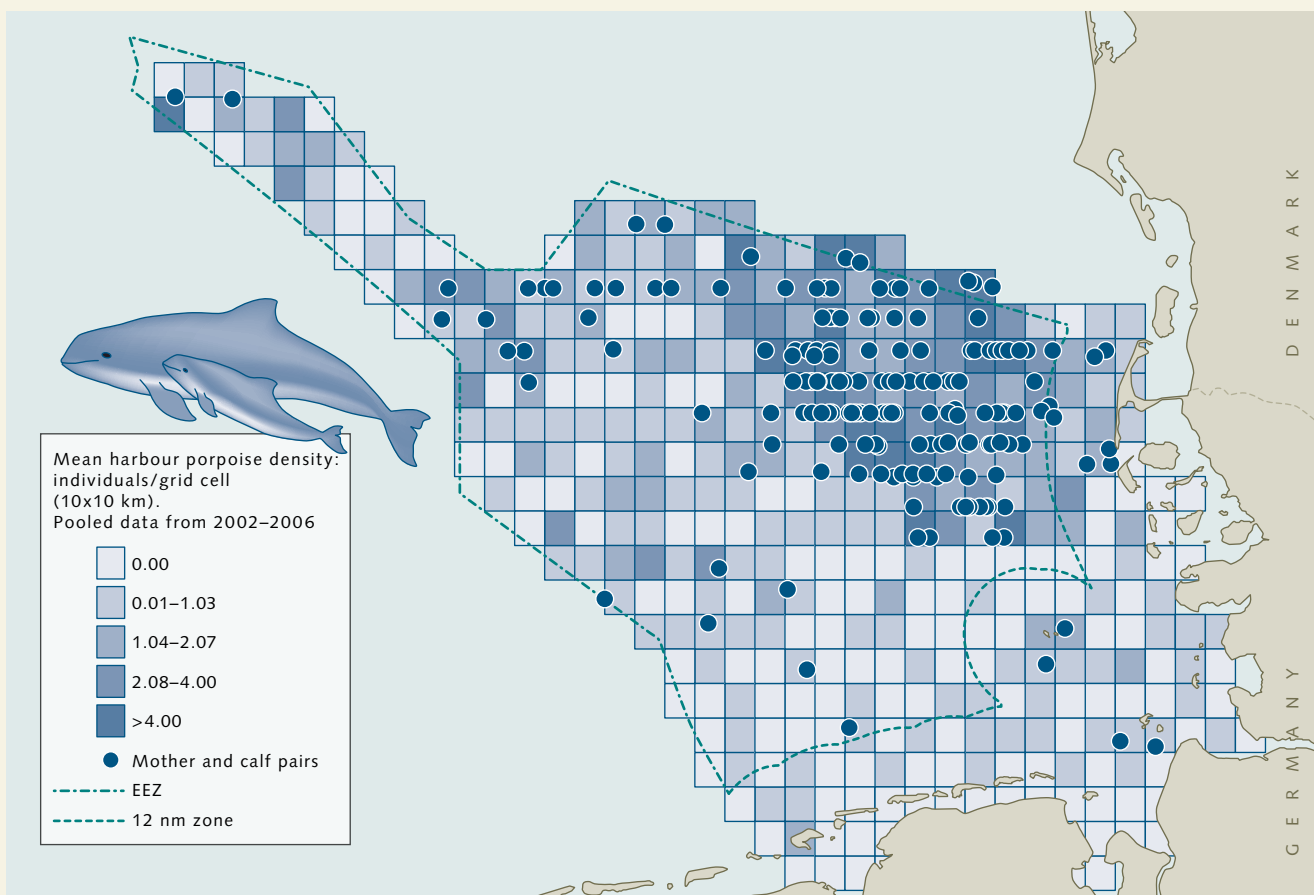 Mean harbour porpoise density:
individuals/grid cell
(10x10 km).
Pooled data from 2002–2006
0.00
0.01–1.03
1.04–2.07
2.08–4.00
>4.00
Mother and calf pairs
EEZ
12 nm zone
DENMARK
GERMANY